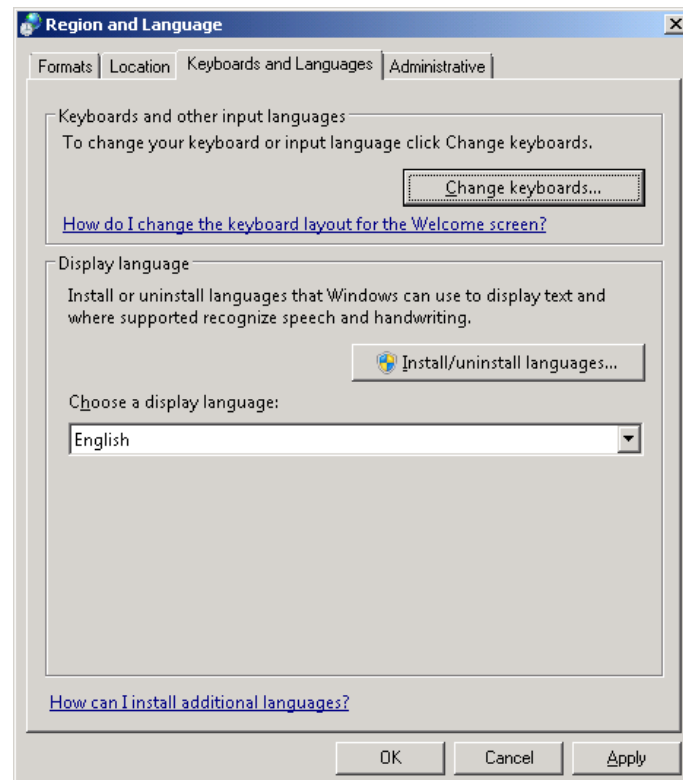 Region and Language
Formats Location Keyboards and Languages Administrative
Keyboards and other input languages
To change your keyboard or input language click Change keyboards.
Change keyboards...
How do I change the keyboard layout for the Welcome screen?
Display language
Install or uninstall languages that Windows can use to display text and
where supported recognize speech and handwriting.
Install/uninstall languages...
Choose a display language:
English
How can I install additional languages?
OK Cancel Apply